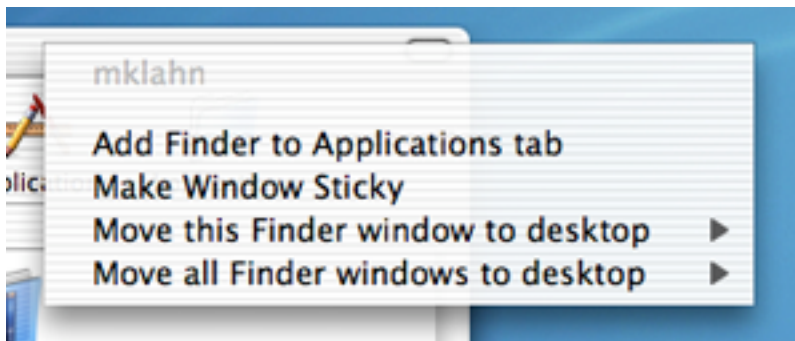 mklahn
Add Finder to Applications tab
Make Window Sticky
Move this Finder window to desktop
Move all Finder windows to desktop